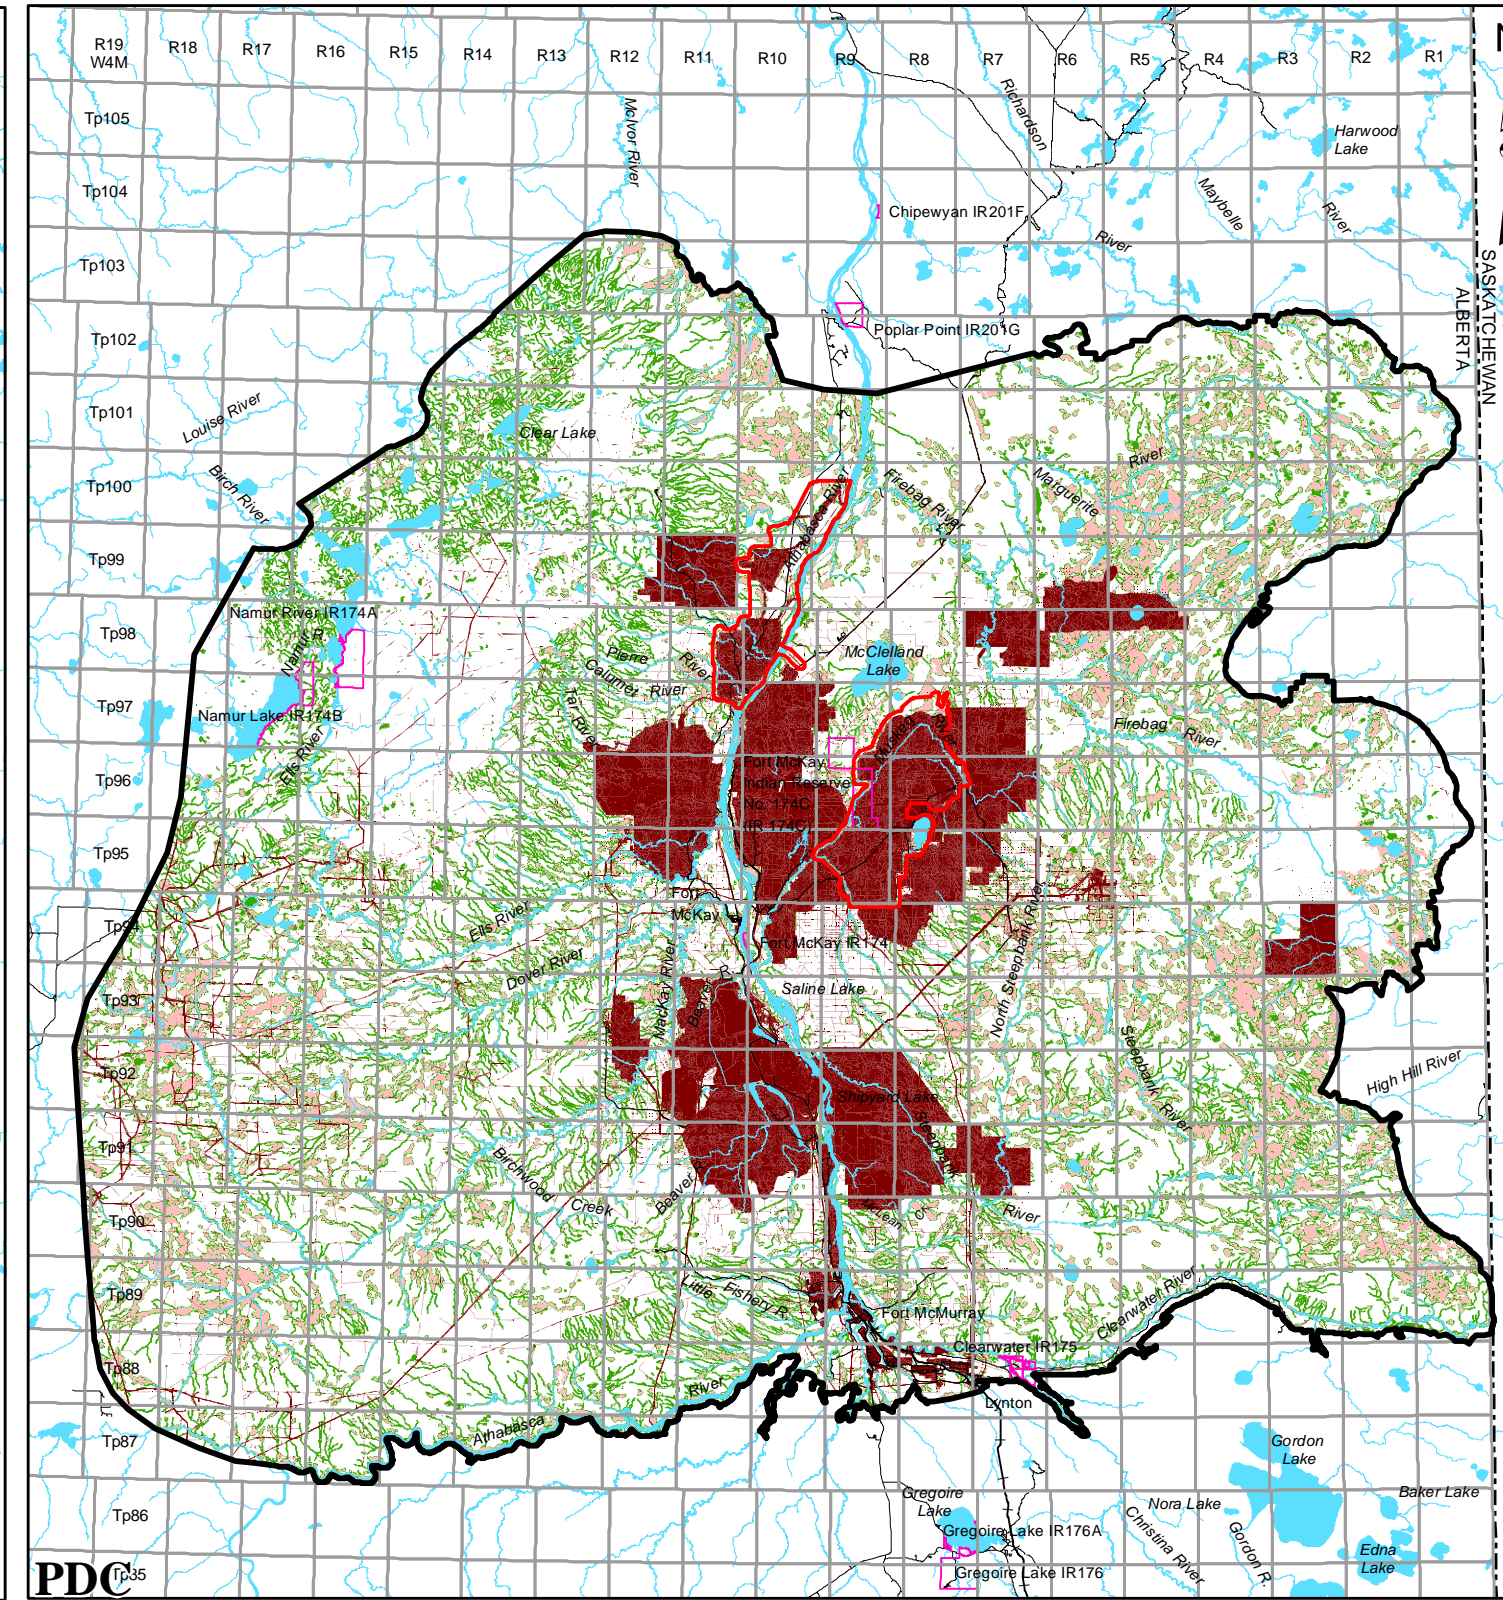 R19
W4M
R18
R17
R16
R15
R14
R13
R12
R11
R10
R9
R8
R7
R6
R5
R4
R3
R2
R1
Tp105
McIvor River
Richardson
River
Harwood
Lake
Tp104
Chipewyan IR201F
Maybelle
River
Tp103
SASKATCHEWAN
ALBERTA
Tp102
Poplar Point IR201G
Tp101
Louise River
Clear Lake
Tp100
Birch River
Athabasca River
Firebag River
Marguerite
River
Tp99
Namur River IR174A
Tp98
Namur R.
Pierre
River
McClelland
Lake
Calumet
River
Tp97
Namur Lake IR174B
Tar River
Muskeg
River
Firebag
River
Ells River
Tp96
Fort McKay
Indian Reserve
No. 174C
(IR 174C)
Tp95
Fort
McKay
Tp94
Ells River
Fort McKay IR174
Dover River
MacKay River
Beaver R.
Saline Lake
North Steepbank River
Tp93
Steepbank
River
Tp92
Shipyard Lake
High Hill River
Steepbank
River
Tp91
Birchwood
Creek
Beaver R.
Tp90
McLean
Ck
Tp89
Little
Fishery R.
Fort McMurray
Clearwater River
Tp88
Clearwater IR175
River
Athabasca
Lynton
Tp87
Gordon
Lake
Gregoire
Lake
Nora Lake
Baker Lake
Tp86
Gregoire Lake IR176A
Christina River
Gordon R.
Edna
Lake
Gregoire Lake IR176
PDC
Tp85